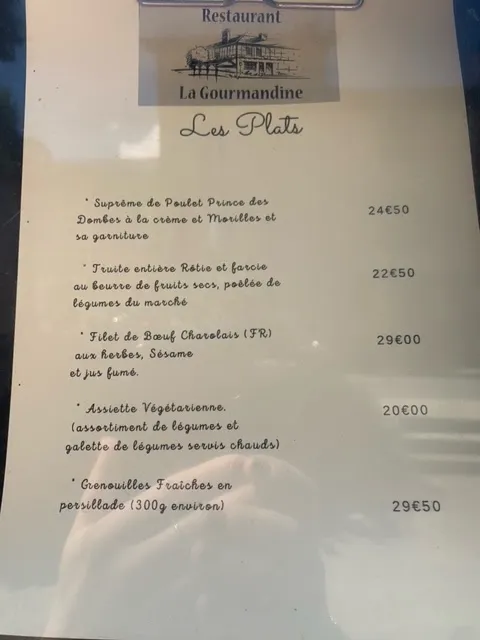 Restaurant
La Gourmandine
Les Plats
* Suprême de Poulet Prince des
Dombes à la crème et Morilles et
sa garniture
24€50
* Truite entière Rôtie et farcie
au beurre de fruits secs, poêlée de
légumes du marché
22€50
* Filet de Bœuf Charolais (FR)
aux herbes, Sésame
et jus fumé.
29€00
* Assiette Végétarienne.
(assortiment de légumes et
galette de légumes servis chauds)
20€00
* Grenouilles Fraîches en
persillade (300g environ)
29€50